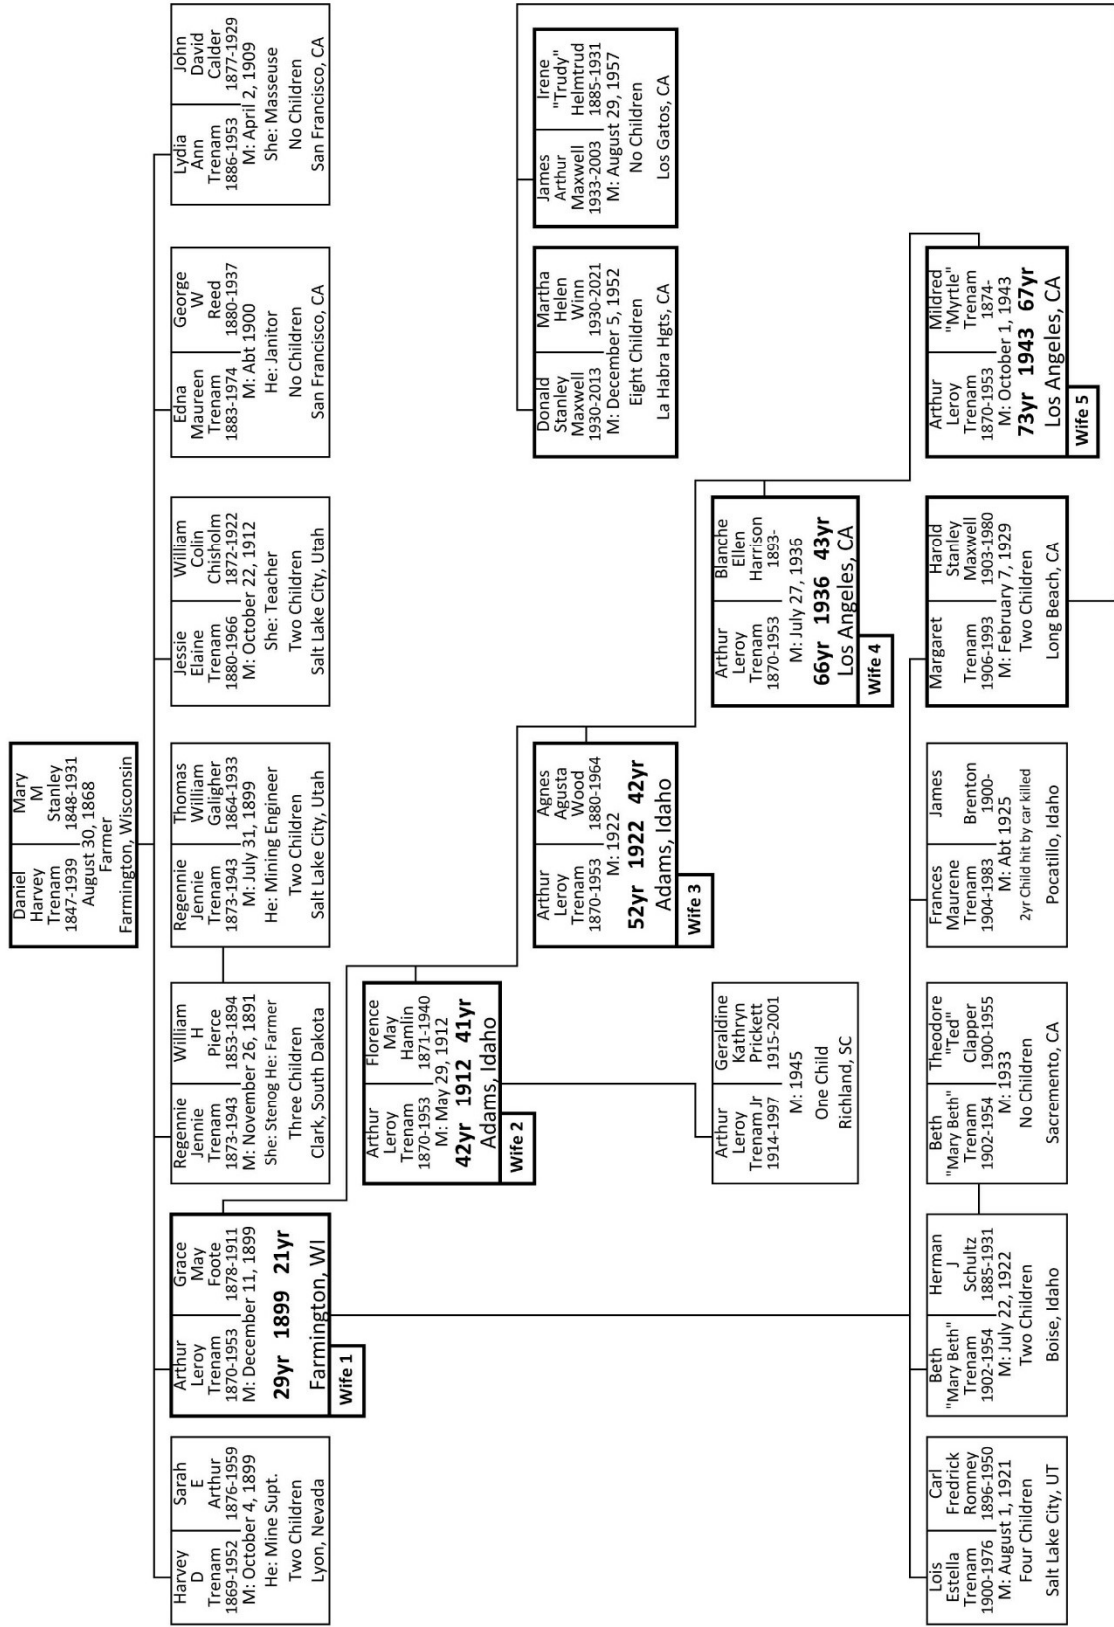 Daniel
Harvey
Trenam
1847-1939
Mary
M
Stanley
1848-1931
August 30, 1868
Farmer
Farmington, Wisconsin
Harvey
D
Trenam
1869-1952
Sarah
E
Arthur
1876-1959
M: October 4, 1899
He: Mine Supt.
Two Children
Lyon, Nevada
Arthur
Leroy
Trenam
1870-1953
Grace
May
Foote
1878-1911
M: December 11, 1899
29yr 1899 21yr
Farmington, WI
Wife 1
Regennie
Jennie
Trenam
1873-1943
William
H
Pierce
1853-1894
M: November 26, 1891
She: Stenog He: Farmer
Three Children
Clark, South Dakota
Regennie
Jennie
Trenam
1873-1943
Thomas
William
Galigher
1864-1933
M: July 31, 1899
He: Mining Engineer
Two Children
Salt Lake City, Utah
Jessie
Elaine
Trenam
1880-1966
William
Colin
Chisholm
1872-1922
M: October 22, 1912
She: Teacher
Two Children
Salt Lake City, Utah
Edna
Maureen
Trenam
1883-1974
George
W
Reed
1880-1937
M: Abt 1900
He: Janitor
No Children
San Francisco, CA
Lydia
Ann
Trenam
1886-1953
John
David
Calder
1877-1929
M: April 2, 1909
She: Masseuse
No Children
San Francisco, CA
Arthur
Leroy
Trenam
1870-1953
Florence
May
Hamlin
1871-1940
M: May 29, 1912
42yr 1912 41yr
Adams, Idaho
Wife 2
Arthur
Leroy
Trenam
1870-1953
Agnes
Agusta
Wood
1880-1964
M: 1922
52yr 1922 42yr
Adams, Idaho
Wife 3
Donald
Stanley
Maxwell
1930-2013
Martha
Helen
Winn
1930-2021
M: December 5, 1952
Eight Children
La Habra Hgts, CA
James
Arthur
Maxwell
1933-2003
Irene
"Trudy"
Helmtrud
1885-1931
M: August 29, 1957
No Children
Los Gatos, CA
Arthur
Leroy
Trenam Jr
1914-1997
Geraldine
Kathryn
Prickett
1915-2001
M: 1945
One Child
Richland, SC
Arthur
Leroy
Trenam
1870-1953
Blanche
Ellen
Harrison
1893-
M: July 27, 1936
66yr 1936 43yr
Los Angeles, CA
Wife 4
Lois
Estella
Trenam
1900-1976
Carl
Fredrick
Romney
1896-1950
M: August 1, 1921
Four Children
Salt Lake City, UT
Beth
"Mary Beth"
Trenam
1902-1954
Herman
J
Schultz
1885-1931
M: July 22, 1922
Two Children
Boise, Idaho
Beth
"Mary Beth"
Trenam
1902-1954
Theodore
"Ted"
Clapper
1900-1955
M: 1933
No Children
Sacremento, CA
Frances
Maurene
Trenam
1904-1983
James
Brenton
1900-
M: Abt 1925
2yr Child hit by car killed
Pocatillo, Idaho
Margaret
Trenam
1906-1993
Harold
Stanley
Maxwell
1903-1980
M: February 7, 1929
Two Children
Long Beach, CA
Arthur
Leroy
Trenam
1870-1953
Mildred
"Myrtle"
Trenam
1874-
M: October 1, 1943
73yr 1943 67yr
Los Angeles, CA
Wife 5